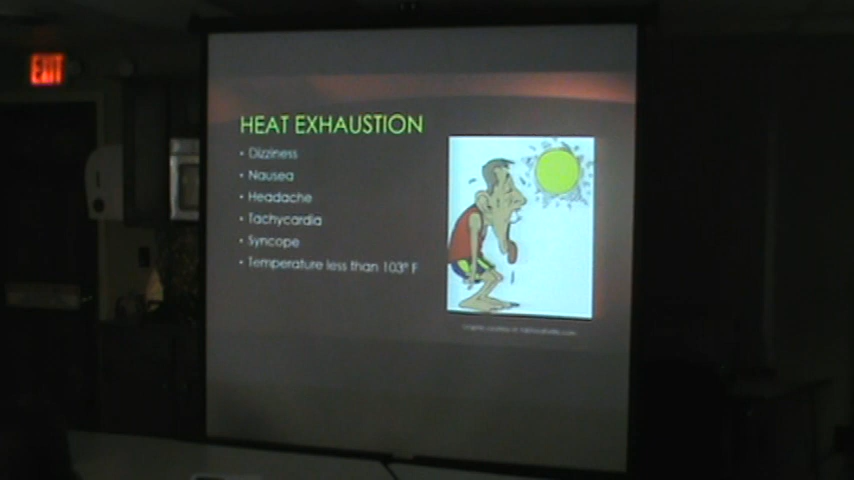 EXIT
HEAT EXHAUSTION
• Dizziness
• Nausea
• Headache
• Tachycardia
• Syncope
• Temperature less than 103° F